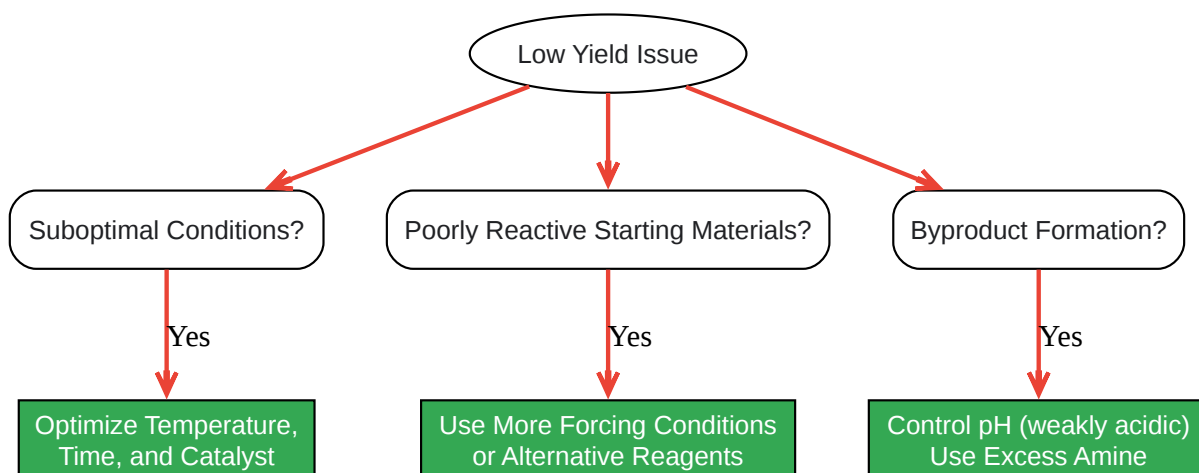 Low Yield Issue
Suboptimal Conditions?
Poorly Reactive Starting Materials?
Byproduct Formation?
Yes
Yes
Yes
Optimize Temperature,
Time, and Catalyst
Use More Forcing Conditions
or Alternative Reagents
Control pH (weakly acidic)
Use Excess Amine